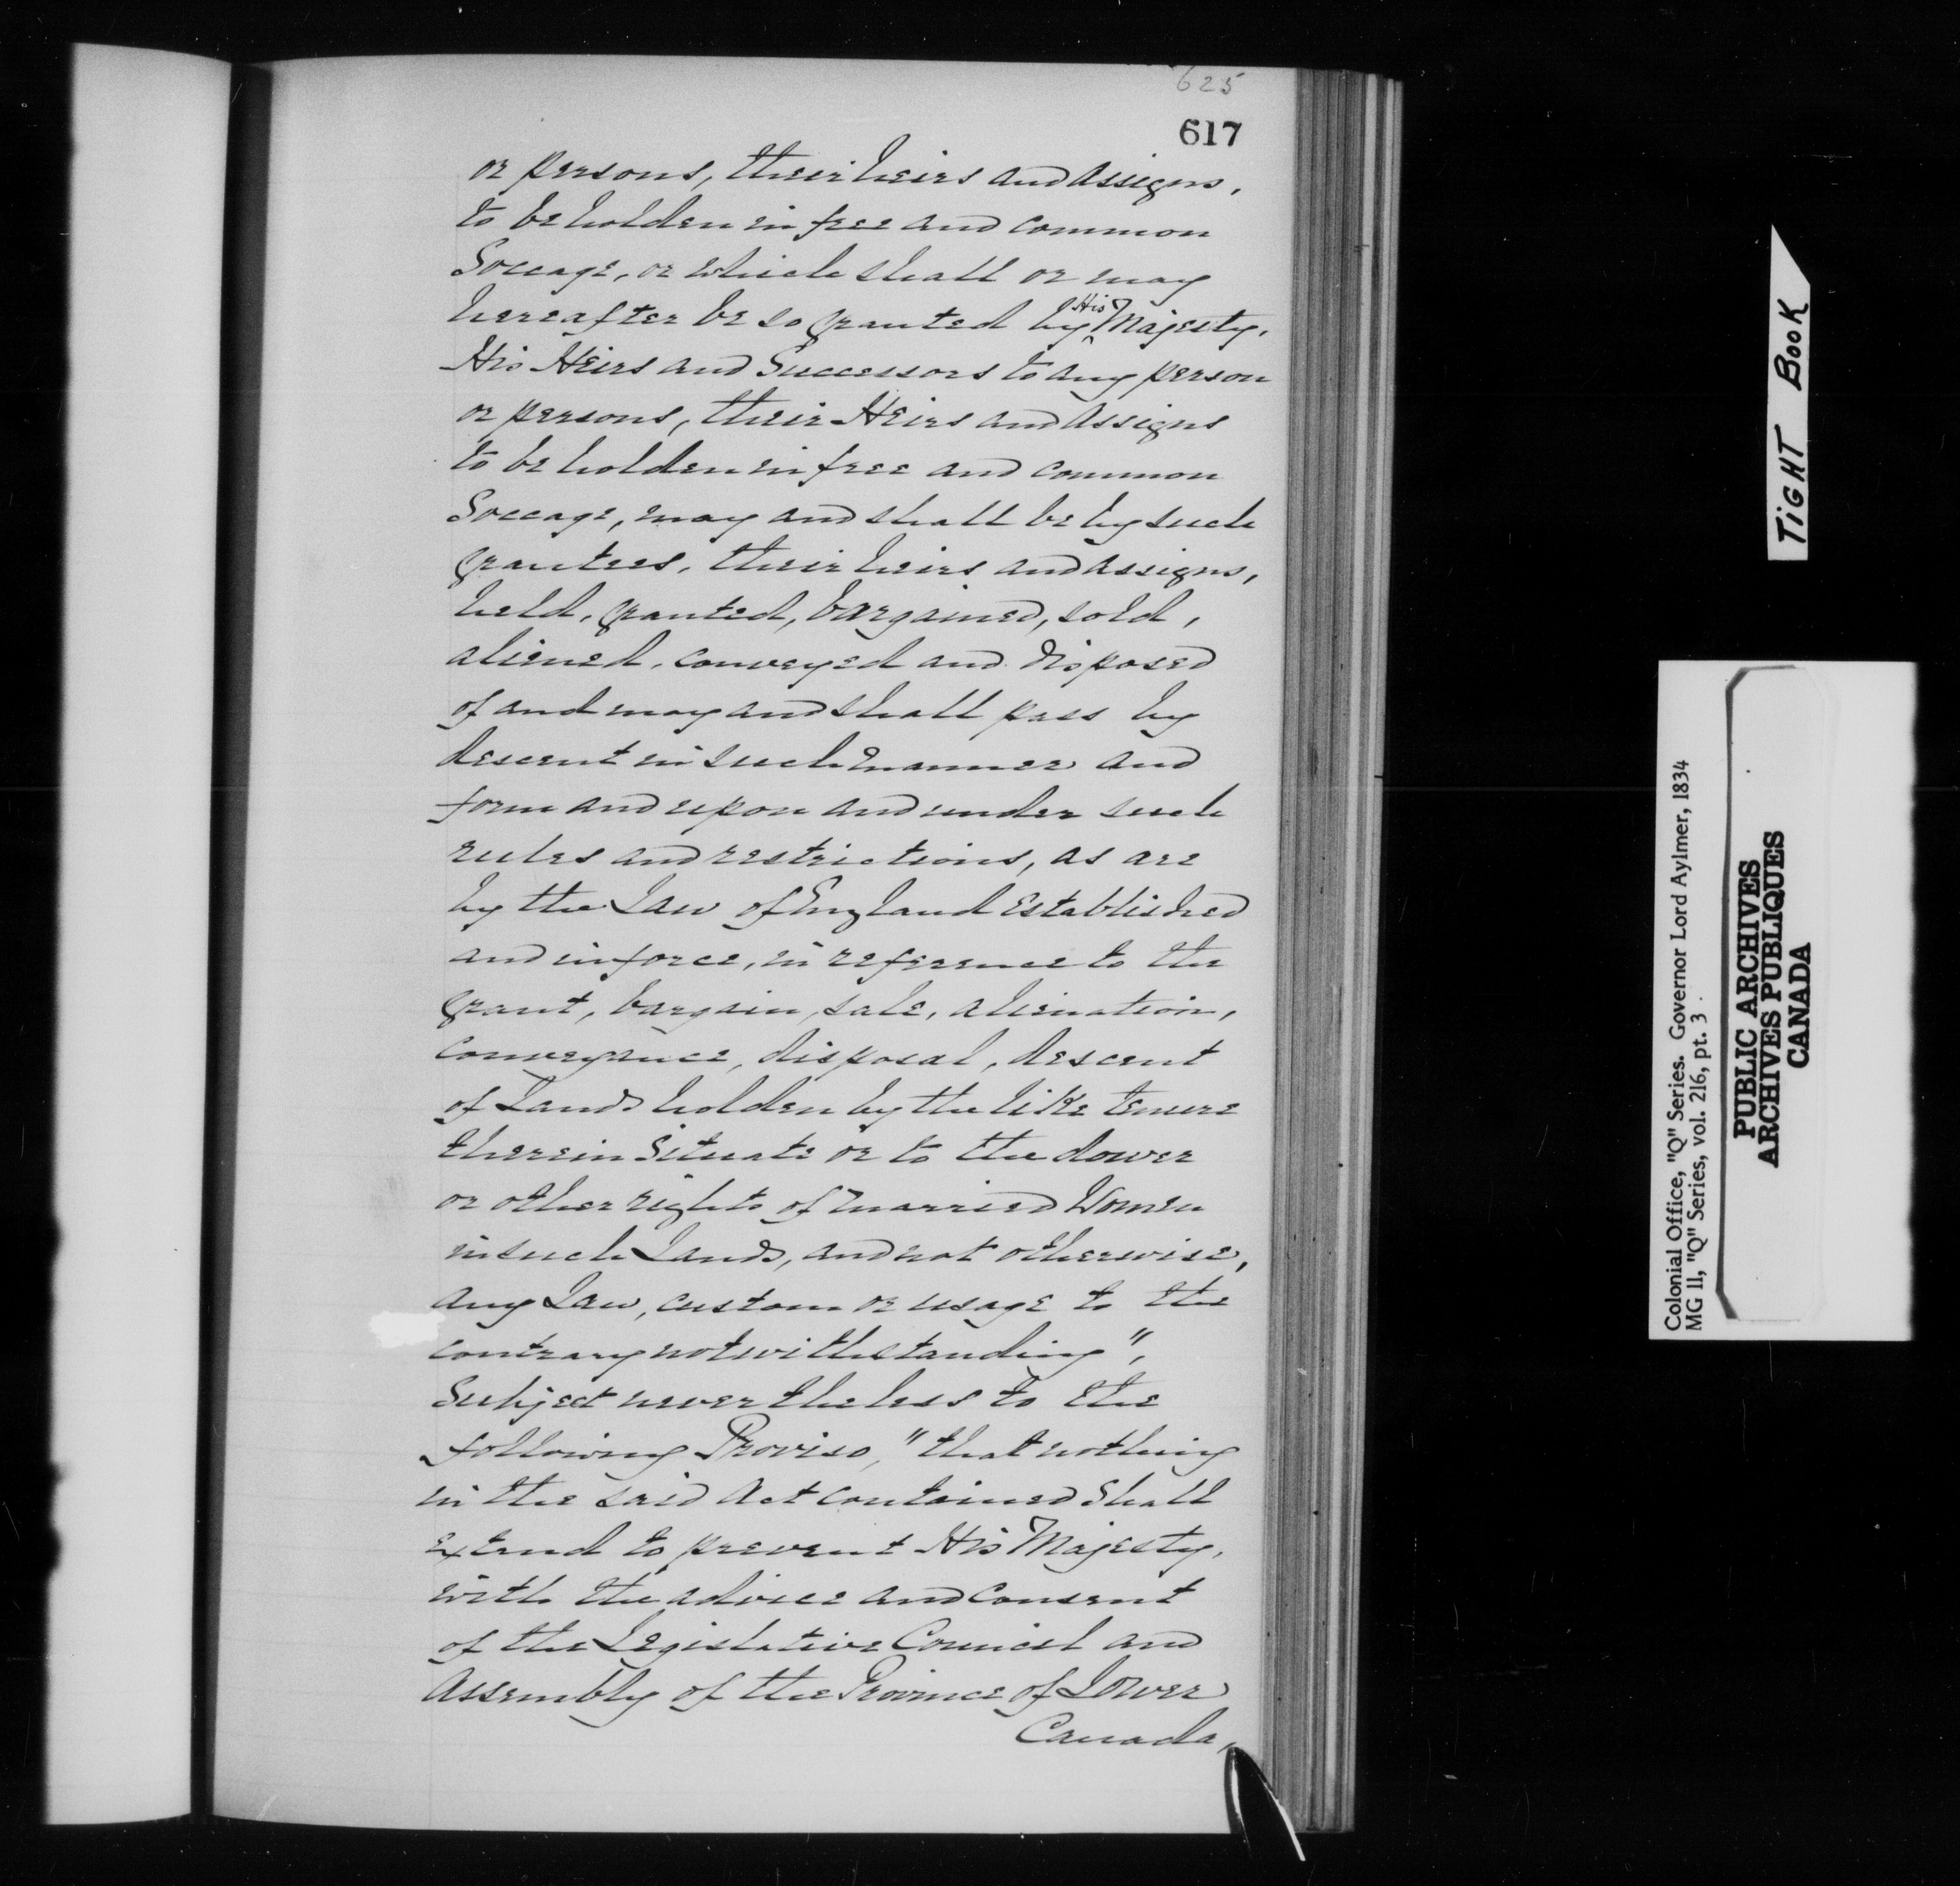 625
617
or persons, their heirs and assigns,
to be holden in free and common
Soccage, or which shall or may
hereafter be so granted by His Majesty,
His Heirs and Successors to any person
or persons, their Heirs and assigns
to be holden in free and common
Soccage, may and shall be by such
grantees, their heirs and assigns,
held, granted, bargained, sold,
aliened, conveyed and disposed
of and may and shall pass by
descent in such manner and
form and upon and under such
rules and restrictions, as are
by the Law of England established
and in force, in reference to the
grant, bargain, sale, alienation,
conveyance, disposal, descent
of Lands holden by the like tenure
therein situate or to the dower
or other rights of married Women
in such Lands, and not otherwise,
any Law, custom or usage to the
contrary notwithstanding",
Subject nevertheless to the
following Proviso, "that nothing
in the said Act contained shall
extend to prevent His Majesty,
with the advice and consent
of the Legislative Council and
Assembly of the Province of Lower
Canada,
TIGHT BOOK
Colonial Office, "Q" Series. Governor Lord Aylmer, 1834
MG 11, "Q" Series, vol. 216, pt. 3
PUBLIC ARCHIVES
ARCHIVES PUBLIQUES
CANADA